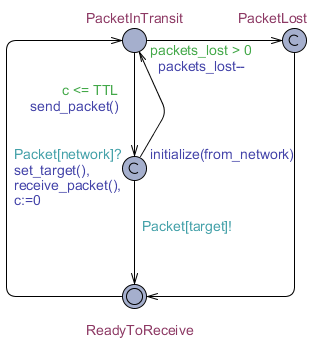 PacketInTransit
PacketLost
C
packets_lost > 0
packets_lost--
c <= TTL
send_packet()
Packet[network]?
C
initialize(from_network)
set_target(),
receive_packet(),
c:=0
Packet[target]!
ReadyToReceive